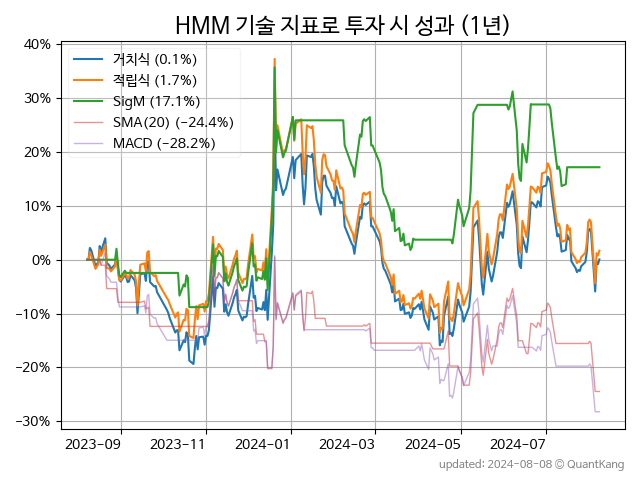 HMM 기술 지표로 투자 시 성과 (1년)
거치식 (0.1%)
적립식 (1.7%)
SigM (17.1%)
SMA(20) (−24.4%)
MACD (−28.2%)
40%
30%
20%
10%
0%
−10%
−20%
−30%
2023-09 2023-11 2024-01 2024-03 2024-05 2024-07
updated: 2024-08-08 © QuantKang